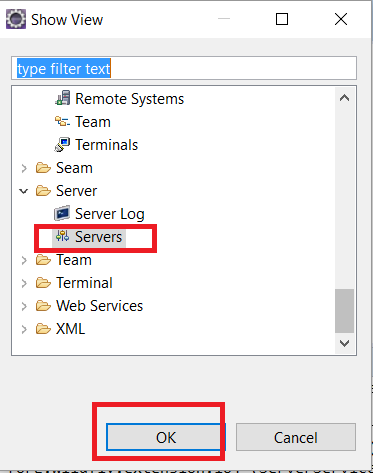 Show View
type filter text
Remote Systems
Team
Terminals
Seam
Server
Server Log
Servers
Team
Terminal
Web Services
XML
OK
Cancel